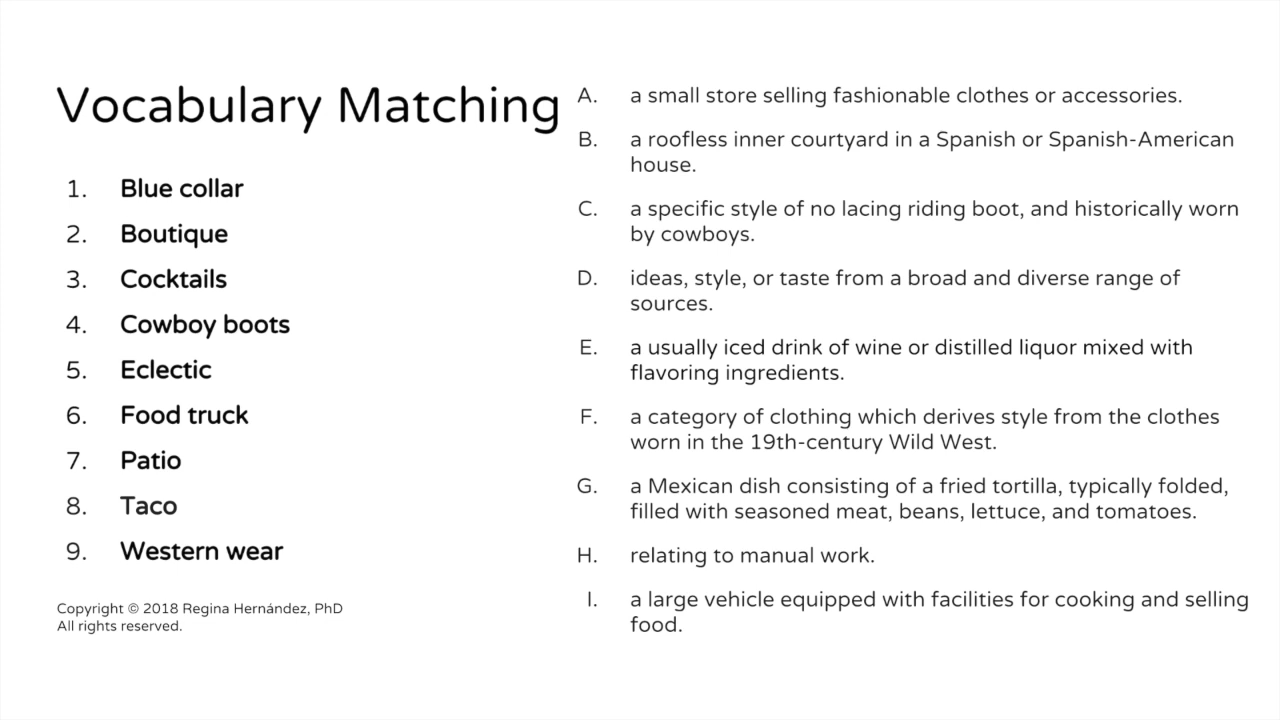 Vocabulary Matching
1. Blue collar
2. Boutique
3. Cocktails
4. Cowboy boots
5. Eclectic
6. Food truck
7. Patio
8. Taco
9. Western wear
Copyright © 2018 Regina Hernández, PhD
All rights reserved.
A. a small store selling fashionable clothes or accessories.
B. a roofless inner courtyard in a Spanish or Spanish-American
house.
C. a specific style of no lacing riding boot, and historically worn
by cowboys.
D. ideas, style, or taste from a broad and diverse range of
sources.
E. a usually iced drink of wine or distilled liquor mixed with
flavoring ingredients.
F. a category of clothing which derives style from the clothes
worn in the 19th-century Wild West.
G. a Mexican dish consisting of a fried tortilla, typically folded,
filled with seasoned meat, beans, lettuce, and tomatoes.
H. relating to manual work.
I. a large vehicle equipped with facilities for cooking and selling
food.